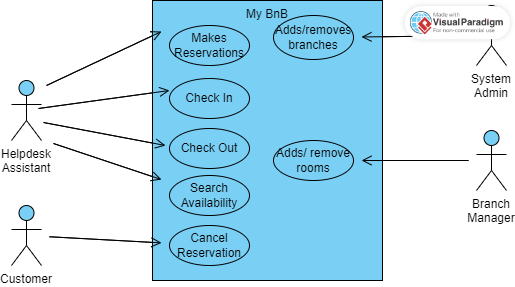 My BnB
Made with
Visual Paradigm
For non-commercial use
Makes
Reservations
Adds/removes
branches
System
Admin
Check In
Helpdesk
Assistant
Check Out
Adds/ remove
rooms
Search
Availability
Branch
Manager
Cancel
Reservation
Customer